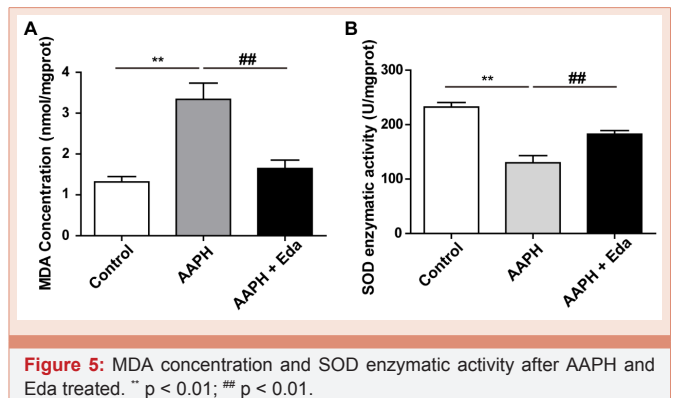 A
MDA Concentration (nmol/mgprot)
4
3
2
1
0
**
##
Control
AAPH
AAPH + Eda
B
SOD enzymatic activity (U/mgprot)
300
200
100
0
**
##
Control
AAPH
AAPH + Eda
Figure 5: MDA concentration and SOD enzymatic activity after AAPH and
Eda treated. ** p < 0.01; ## p < 0.01.